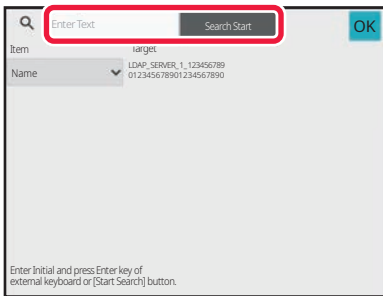 Enter Text
Search Start
OK
Item
Target
Name
LDAP_SERVER_1_123456789
012345678901234567890
Enter Initial and press Enter key of
external keyboard or [Start Search] button.